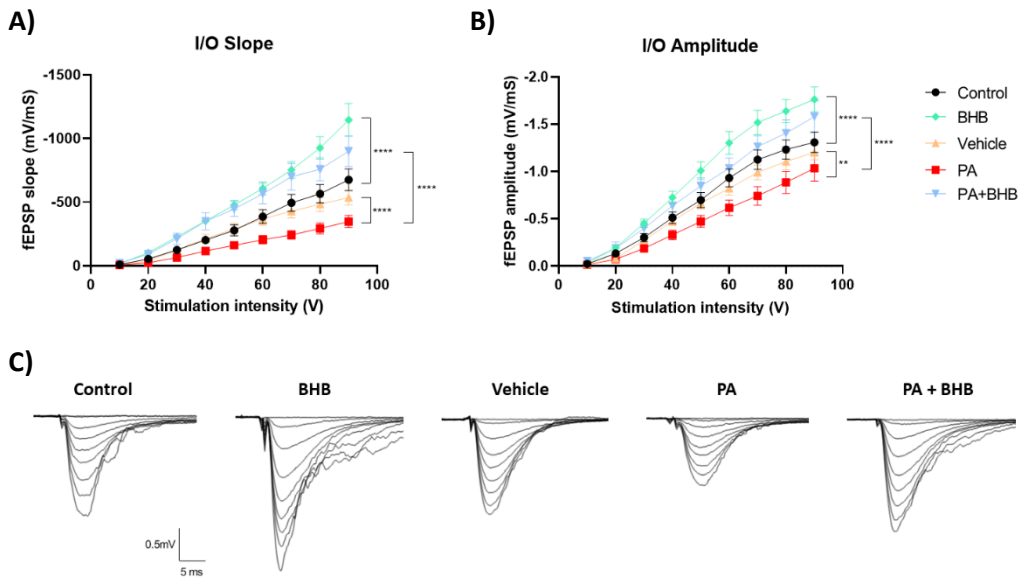 A)
I/O Slope
fEPSP slope (mV/mS)
-1500
-1000
-500
0
0 20 40 60 80 100
Stimulation intensity (V)
****
****
****
B)
I/O Amplitude
fEPSP amplitude (mV/mS)
-2.0
-1.5
-1.0
-0.5
0.0
0 20 40 60 80 100
Stimulation intensity (V)
****
**
****
Control
BHB
Vehicle
PA
PA+BHB
C)
Control BHB Vehicle PA PA + BHB
0.5mV
5 ms